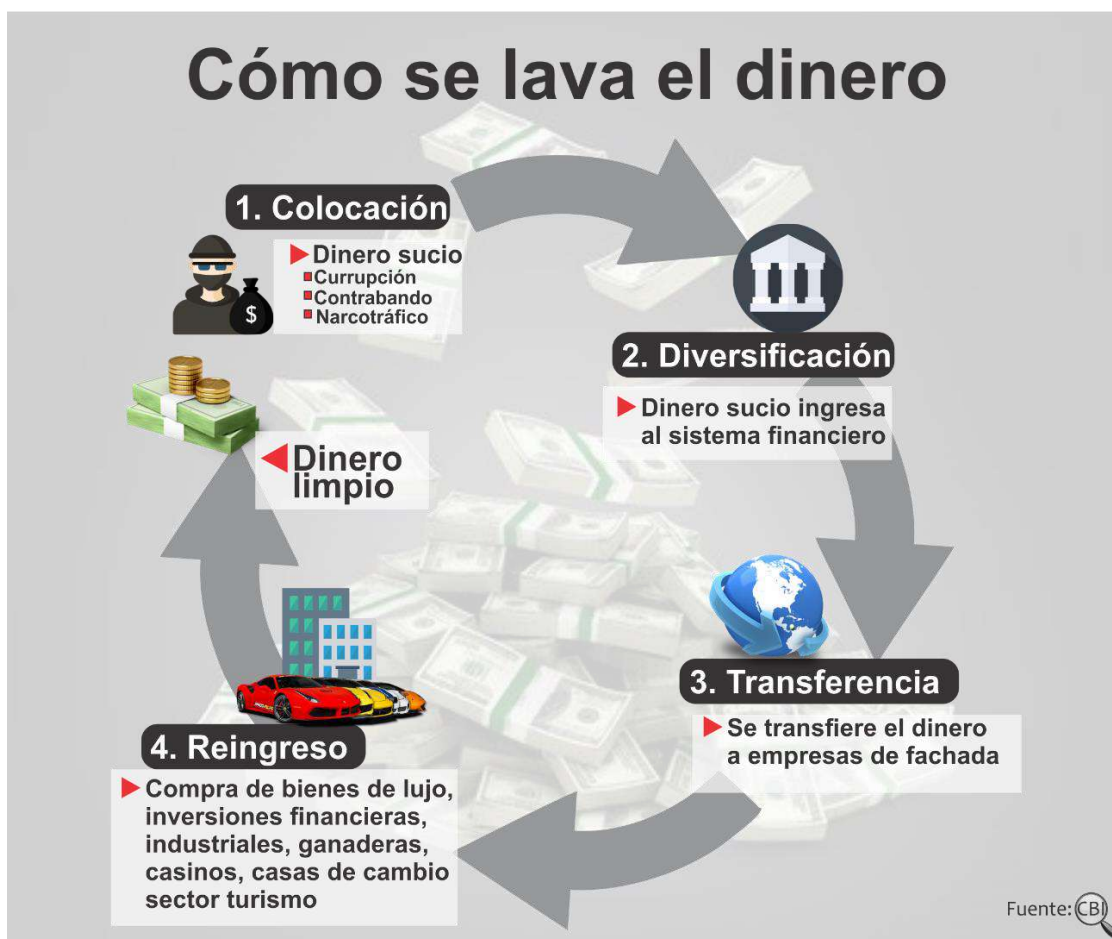 Cómo se lava el dinero
1. Colocación
Dinero sucio
Currupción
Contrabando
Narcotráfico
$
2. Diversificación
Dinero sucio ingresa
al sistema financiero
3. Transferencia
Se transfiere el dinero
a empresas de fachada
4. Reingreso
Compra de bienes de lujo,
inversiones financieras,
industriales, ganaderas,
casinos, casas de cambio
sector turismo
Dinero
limpio
Fuente: CBI